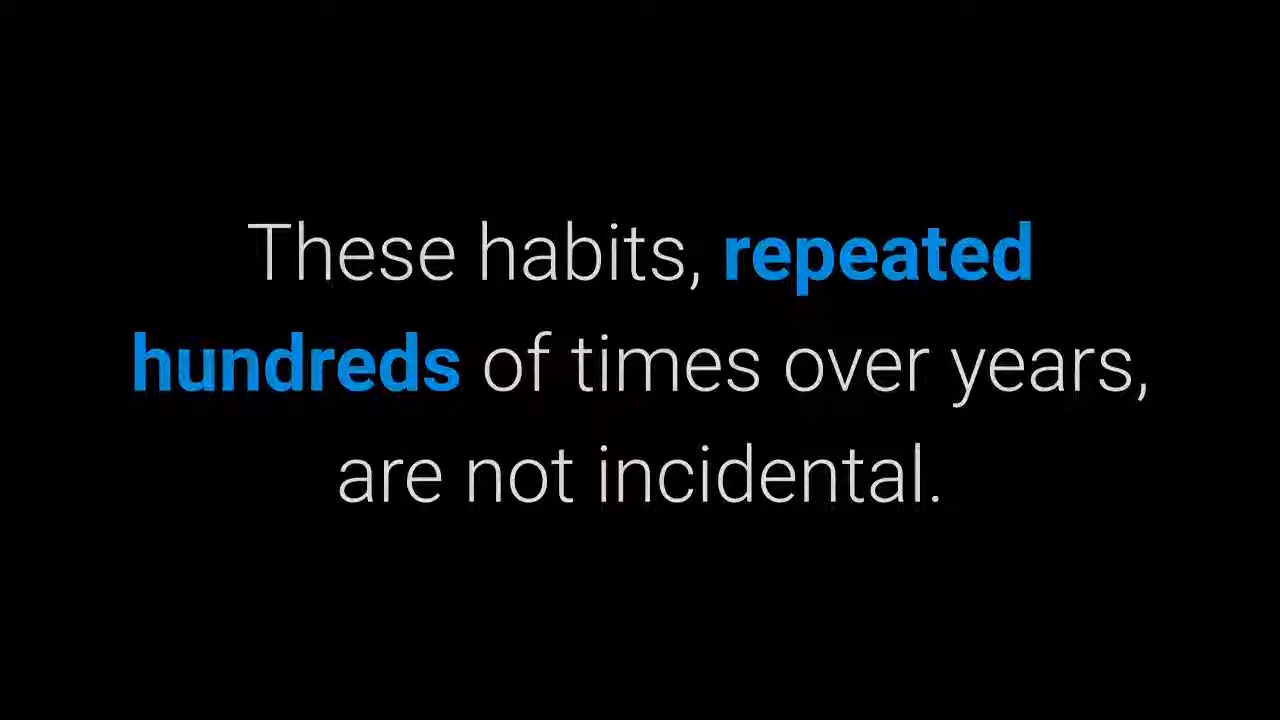 These habits, repeated
hundreds of times over years,
are not incidental.